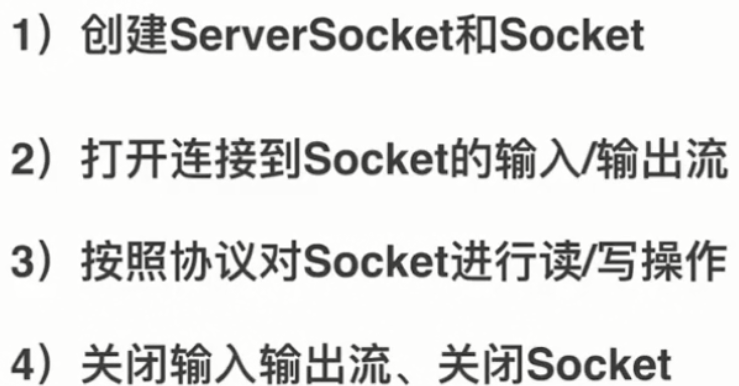 1）创建ServerSocket和Socket
2）打开连接到Socket的输入/输出流
3）按照协议对Socket进行读/写操作
4）关闭输入输出流、关闭Socket